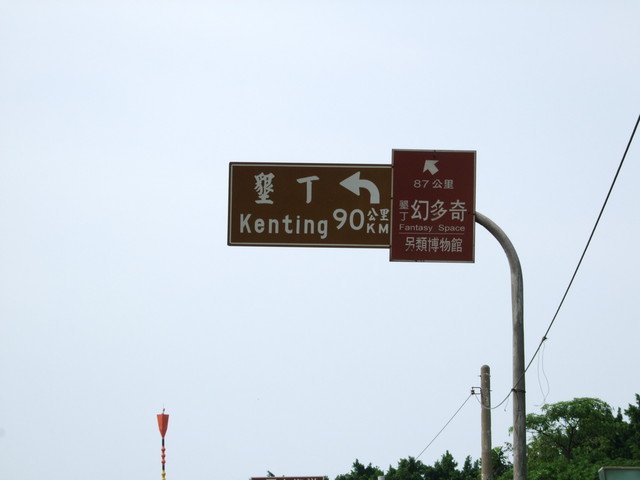 墾丁
Kenting 90 公里 KM
87 公里
墾丁 幻多奇
Fantasy Space
另類博物館